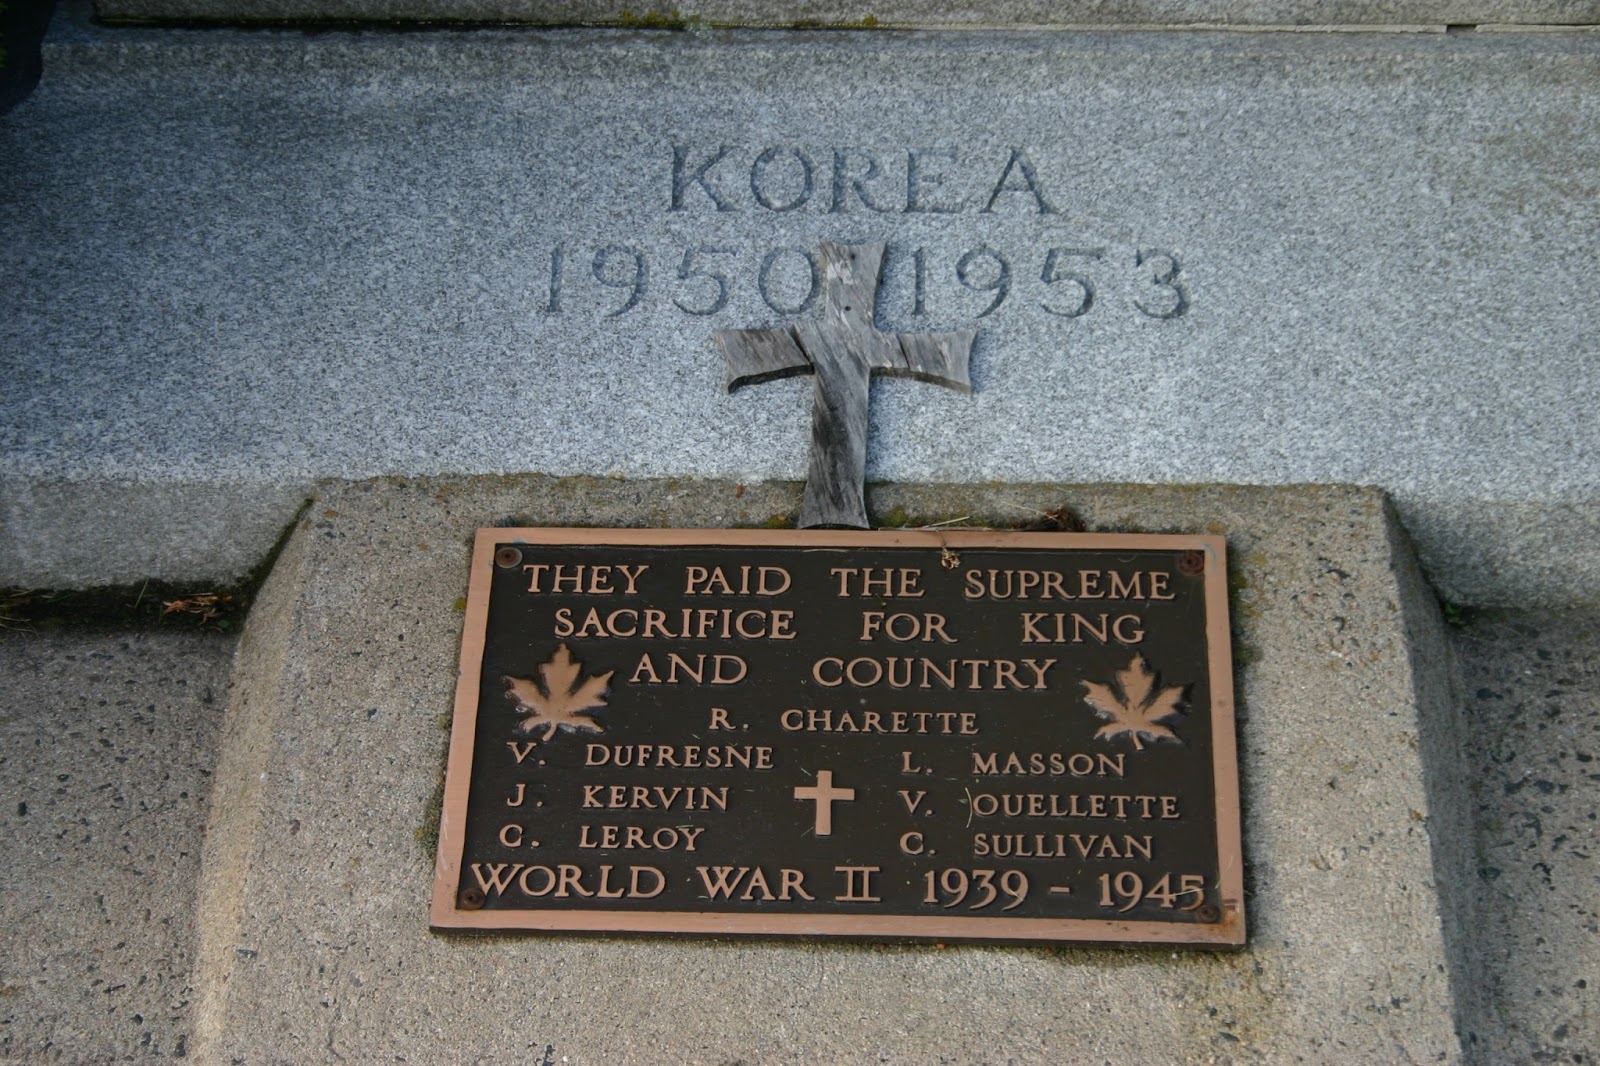 KOREA
1950 1953
THEY PAID THE SUPREME
SACRIFICE FOR KING
AND COUNTRY
R. CHARETTE
V. DUFRESNE L. MASSON
J. KERVIN V. OUELLETTE
C. LEROY C. SULLIVAN
WORLD WAR II 1939 - 1945